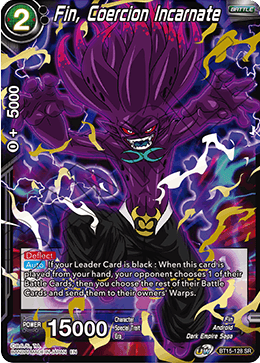 2
Fin, Coercion Incarnate
BATTLE
0 + 5000
Deflect
Auto If your Leader Card is black : When this card is
played from your hand, your opponent chooses 1 of their
Battle Cards, then you choose the rest of their Battle
Cards and send them to their owners' Warps.
POWER
15000
Character
Fin
Special Trait
Android
Era
Dark Empire Saga
BT15-128 SR